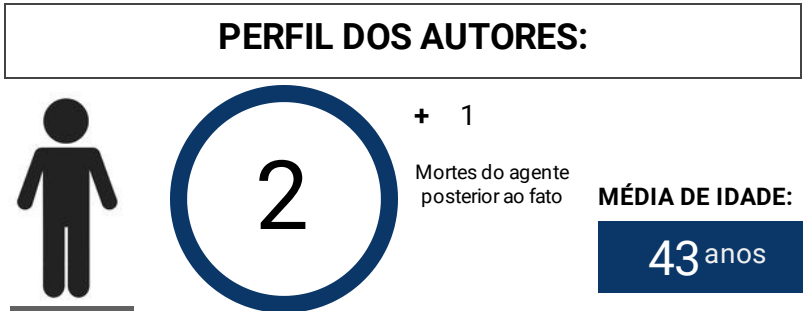 PERFIL DOS AUTORES:
2
+ 1
Mortes do agente
posterior ao fato
MÉDIA DE IDADE:
43 anos